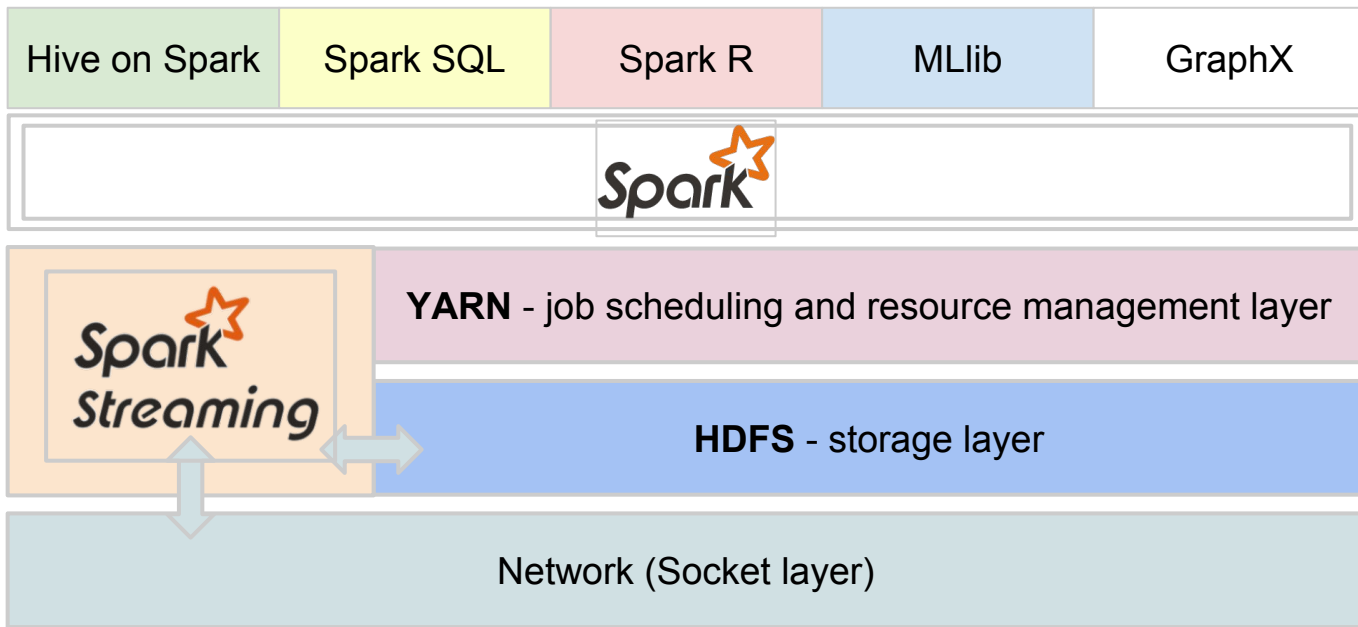 Hive on Spark
Spark SQL
Spark R
MLlib
GraphX
Spark
Spark
Streaming
YARN - job scheduling and resource management layer
HDFS - storage layer
Network (Socket layer)